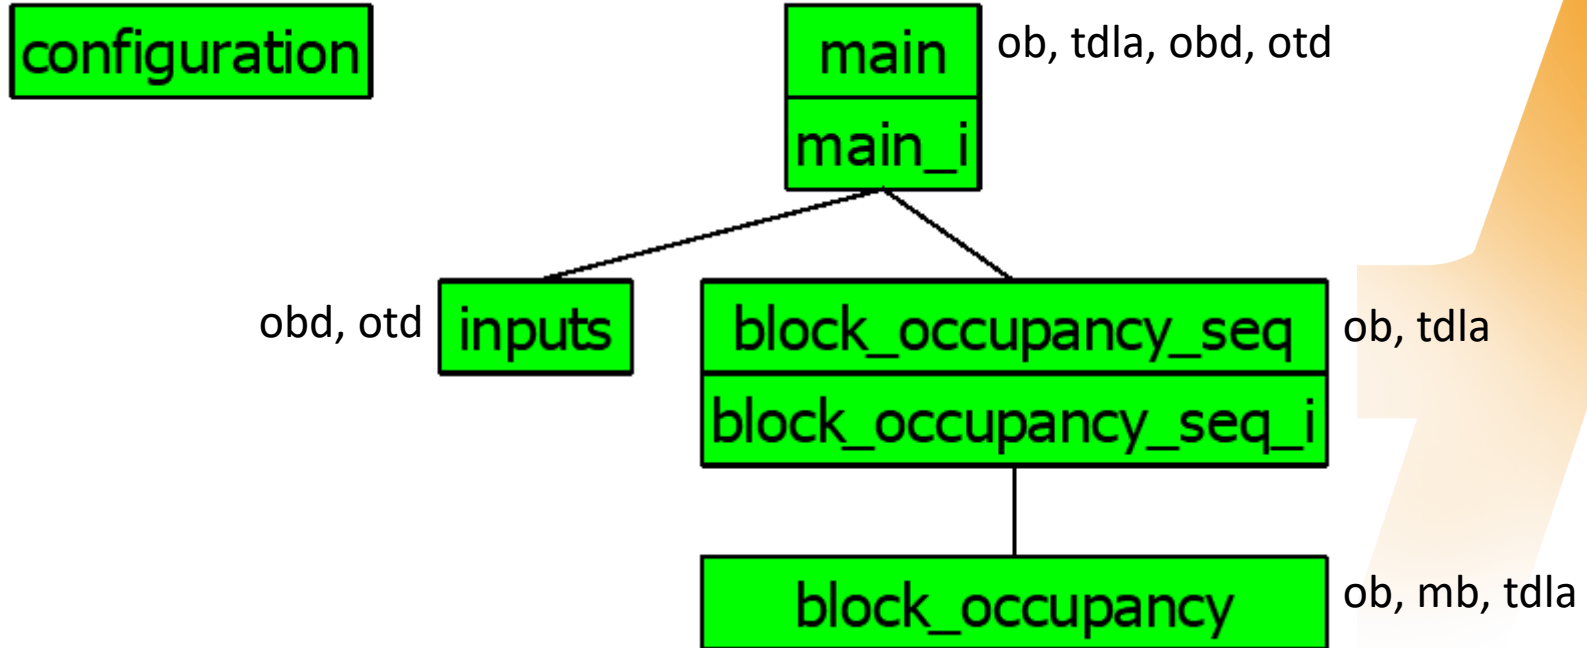 configuration
main
ob, tdla, obd, otd
main_i
obd, otd
inputs
block_occupancy_seq
ob, tdla
block_occupancy_seq_i
block_occupancy
ob, mb, tdla